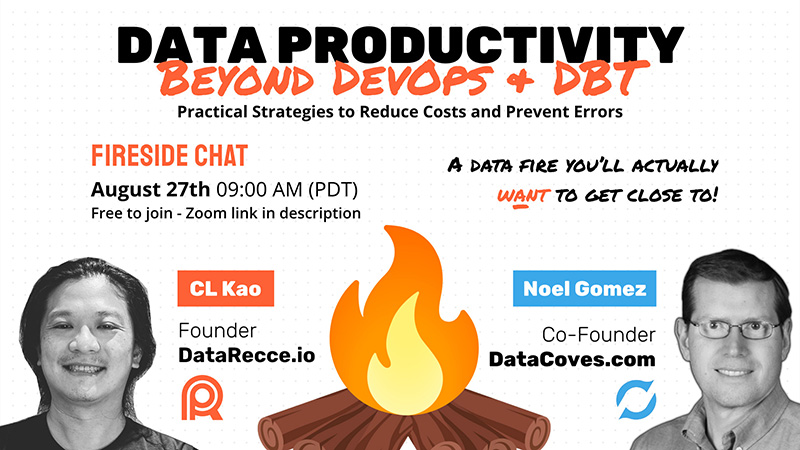 DATA PRODUCTIVITY
BEYOND DEVOPS & DBT
Practical Strategies to Reduce Costs and Prevent Errors
FIRESIDE CHAT
August 27th 09:00 AM (PDT)
Free to join - Zoom link in description
A DATA FIRE YOU'LL ACTUALLY
WANT TO GET CLOSE TO!
CL Kao
Founder
DataRecce.io
Noel Gomez
Co-Founder
DataCoves.com